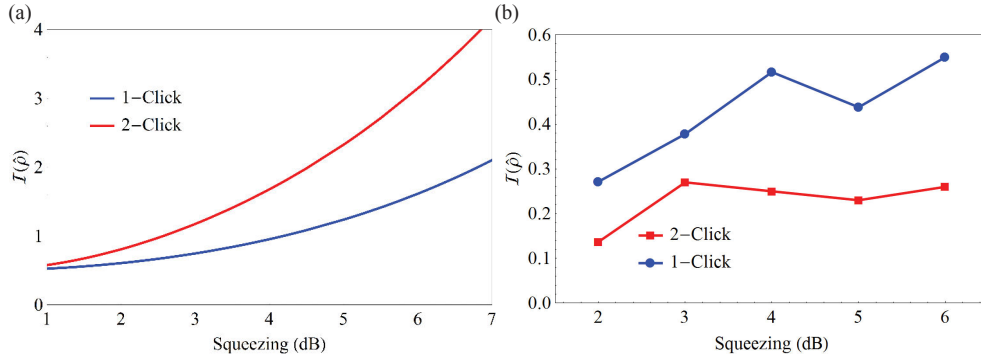 (a)
4
3
2
1
0
1−Click
2−Click
I(ρ̂)
1 2 3 4 5 6 7
Squeezing (dB)
(b)
0.6
0.5
0.4
0.3
0.2
0.1
0.0
2−Click
1−Click
I(ρ̂)
2 3 4 5 6
Squeezing (dB)